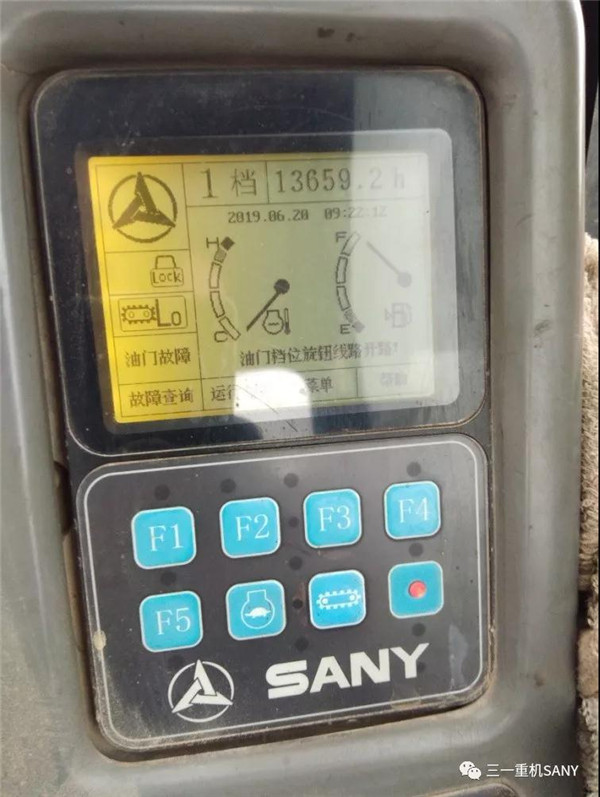 1档 13659.2 h
2019.06.20 09:22:12
H
F
Lock
Lo
C
E
油门故障 油门档位旋钮线路开路!
故障查询 运行 菜单
F1 F2 F3 F4
F5
SANY
三一重机SANY